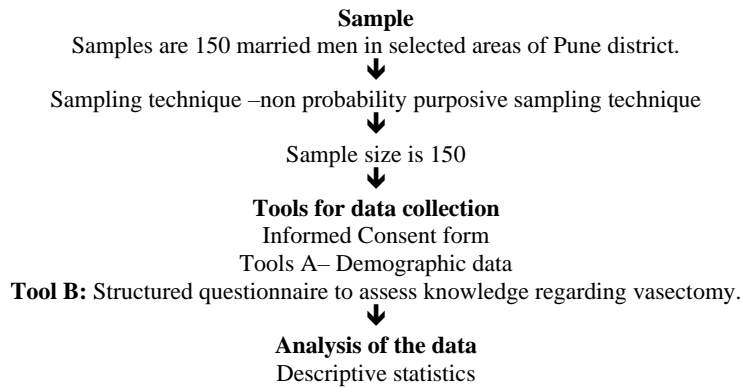 Sample
Samples are 150 married men in selected areas of Pune district.
Sampling technique –non probability purposive sampling technique
Sample size is 150
Tools for data collection
Informed Consent form
Tools A– Demographic data
Tool B: Structured questionnaire to assess knowledge regarding vasectomy.
Analysis of the data
Descriptive statistics